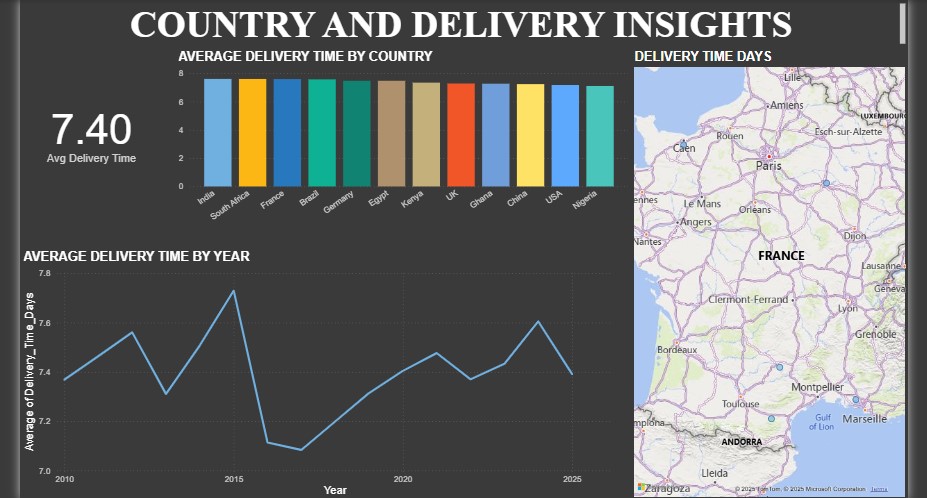 COUNTRY AND DELIVERY INSIGHTS
AVERAGE DELIVERY TIME BY COUNTRY
DELIVERY TIME DAYS
7.40
Avg Delivery Time
8
6
4
2
0
India
South Africa
France
Brazil
Germany
Egypt
Kenya
UK
Ghana
China
USA
Nigeria
AVERAGE DELIVERY TIME BY YEAR
Average of Delivery_Time_Days
7.8
7.6
7.4
7.2
7.0
2010
2015
2020
2025
Year
Lille
Amiens
LUXEMBOUR
Rouen
Esch-sur-Alzette
Caen
Paris
ennes
Le Mans
Orléans
Angers
Nantes
Dijon
FRANCE
Lausanne
Geneva
Clermont-Ferrand
Lyon
Grenoble
Bordeaux
Montpellier
Toulouse
Marseille
Gulf
of Lion
mplona
ANDORRA
Lleida
Zaragoza
© 2025 TomTom, © 2025 Microsoft Corporation Terms